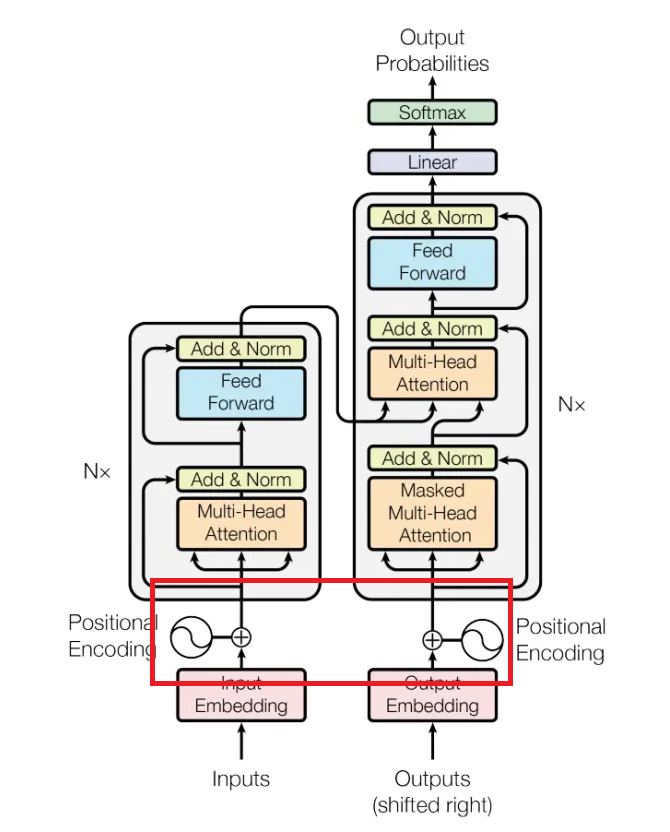 Output
Probabilities
Softmax
Linear
Add & Norm
Feed
Forward
Add & Norm
Multi-Head
Attention
Nx
Add & Norm
Masked
Multi-Head
Attention
Add & Norm
Feed
Forward
Nx
Add & Norm
Multi-Head
Attention
Positional
Encoding
Positional
Encoding
Input
Embedding
Output
Embedding
Inputs
Outputs
(shifted right)